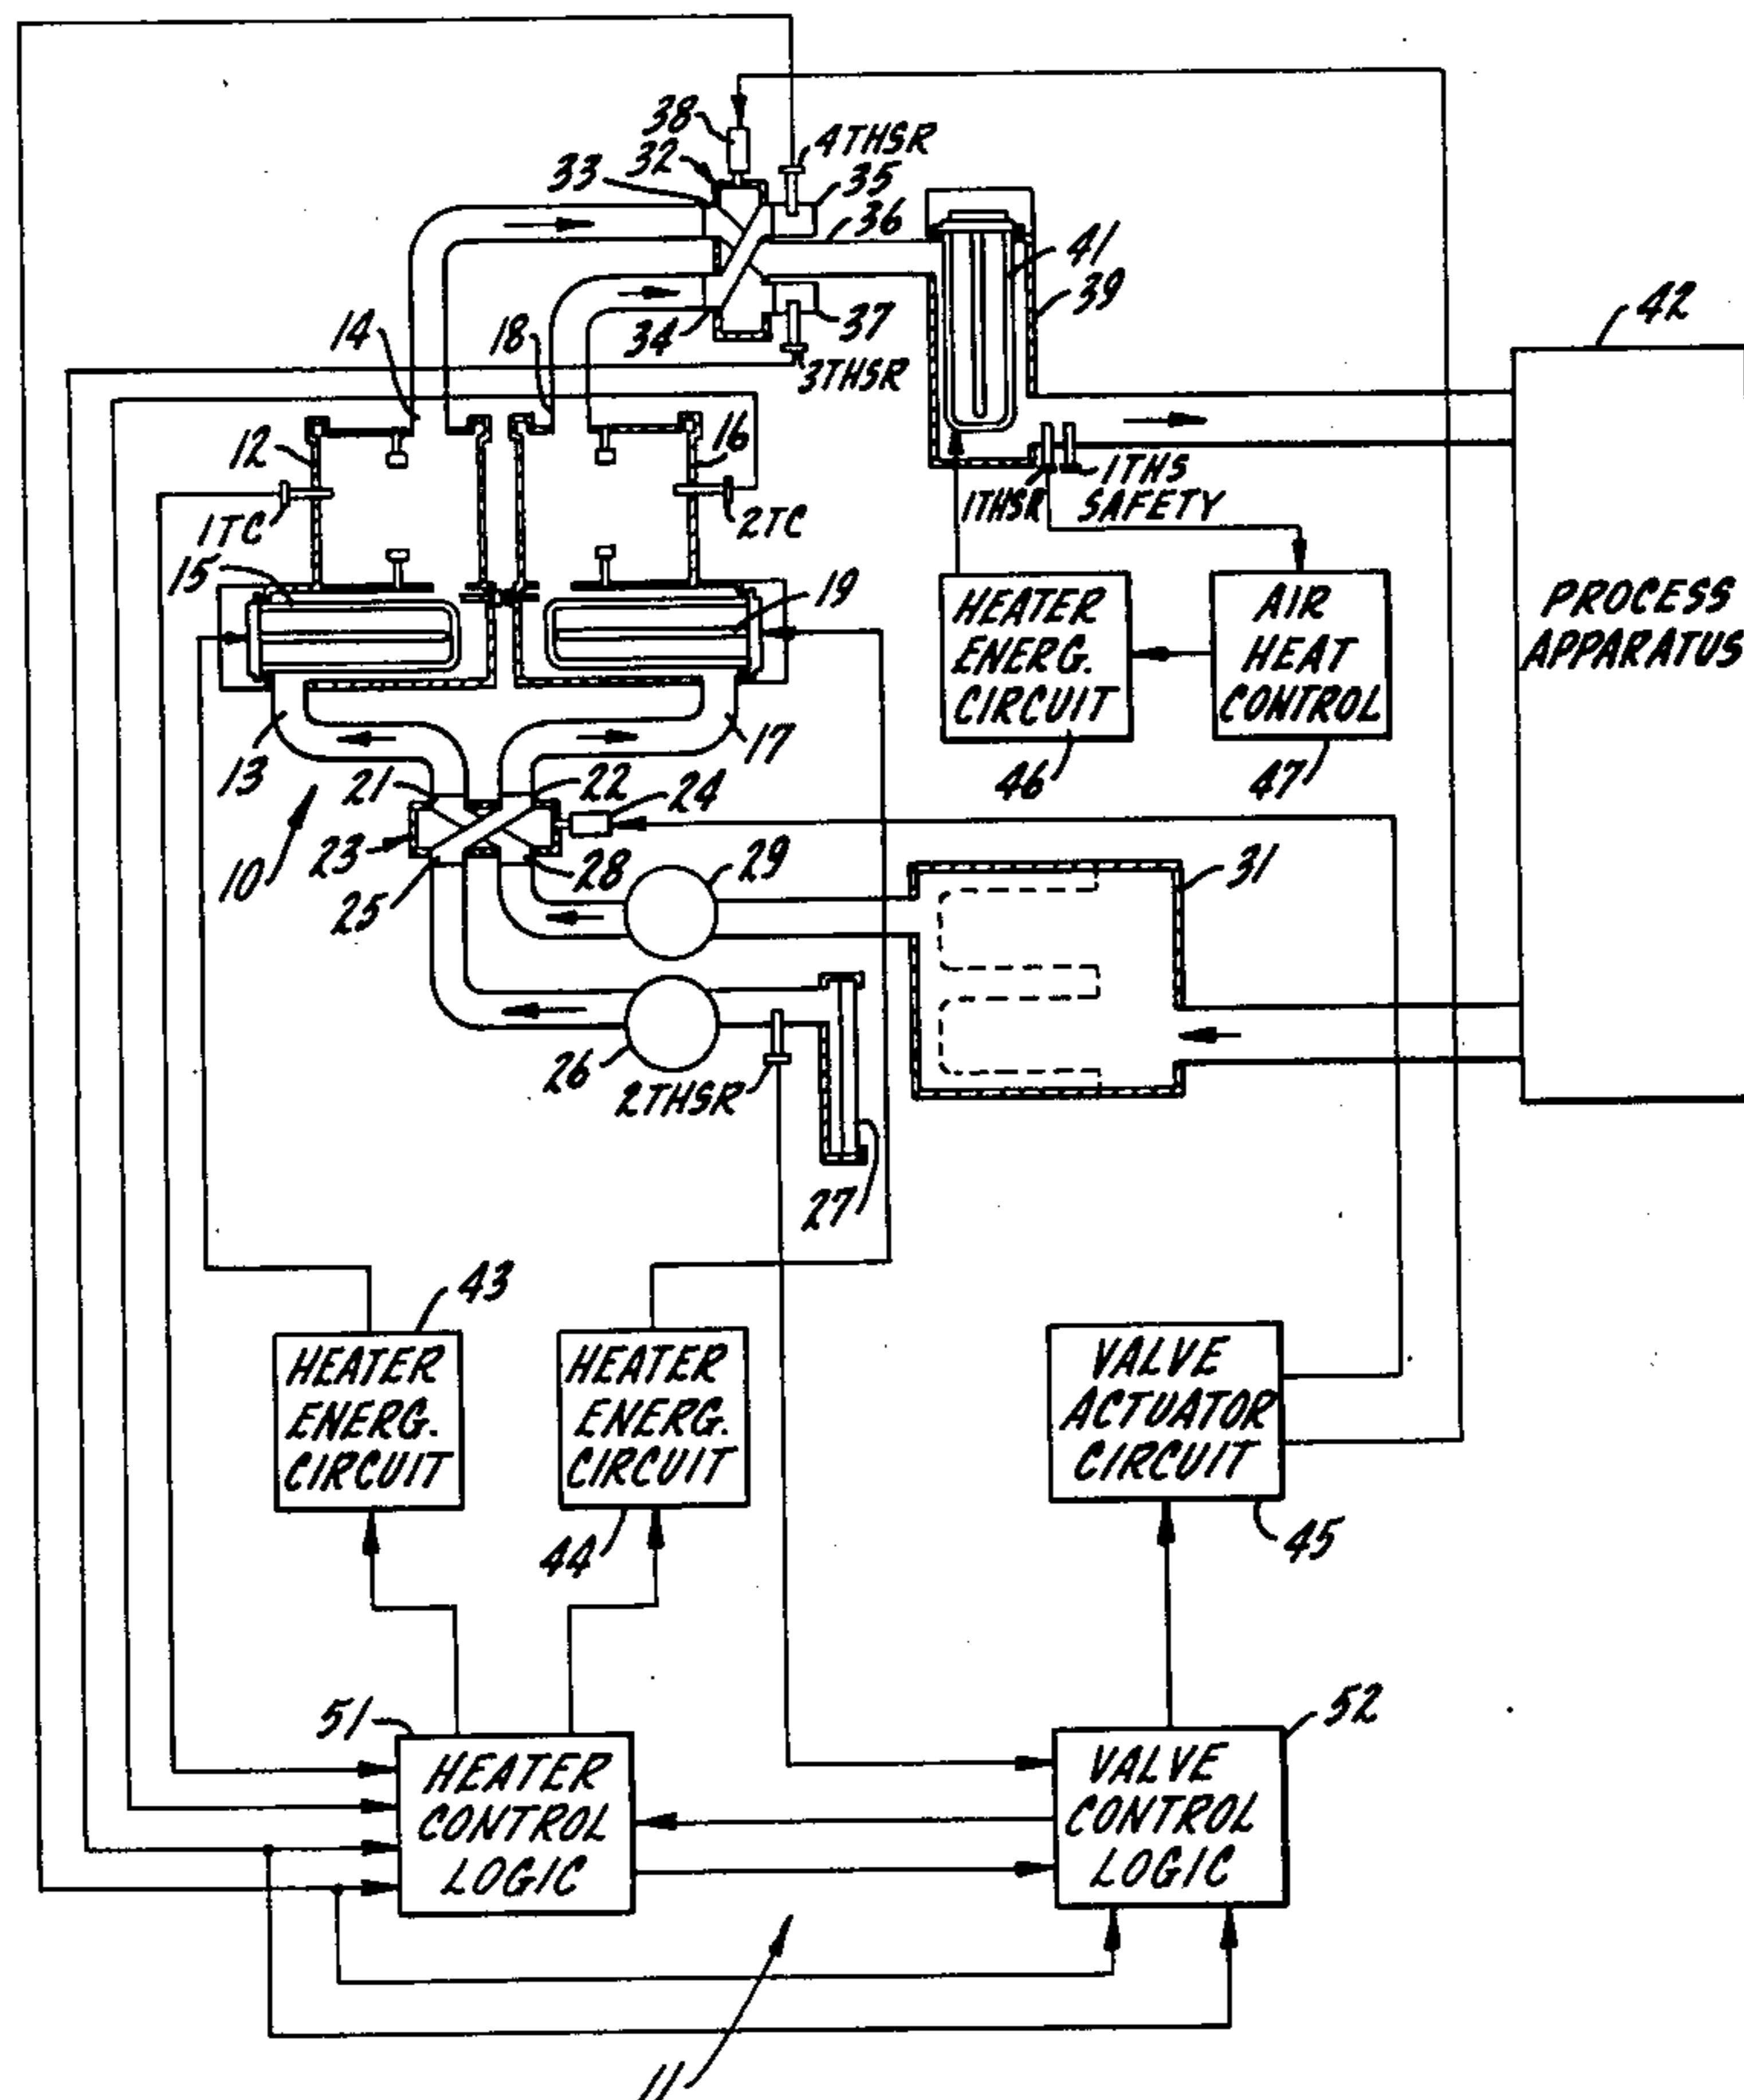 38
4THSR
33
32
35
36
41
39
14
18
34
37
3THSR
42
12
16
1TC
2TC
1THSR
1THS
SAFETY
15
19
HEATER
ENERG.
CIRCUIT
AIR
HEAT
CONTROL
PROCESS
APPARATUS
13
17
46
47
21
22
24
23
10
25
28
29
31
26
2THSR
27
43
HEATER
ENERG.
CIRCUIT
HEATER
ENERG.
CIRCUIT
VALVE
ACTUATOR
CIRCUIT
44
45
51
52
HEATER
CONTROL
LOGIC
VALVE
CONTROL
LOGIC
11